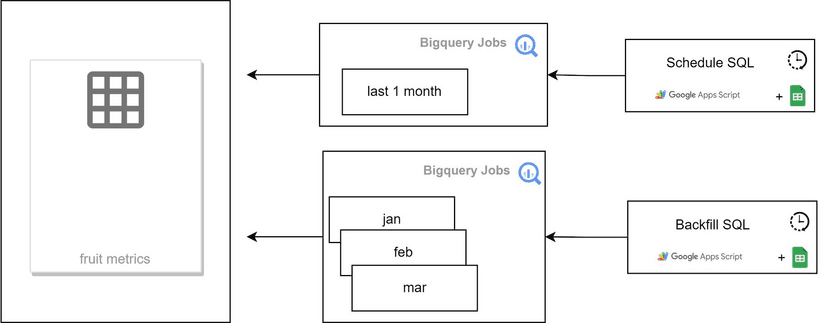 fruit metrics
Bigquery Jobs
last 1 month
Schedule SQL
Google Apps Script
+
Bigquery Jobs
jan
feb
mar
Backfill SQL
Google Apps Script
+